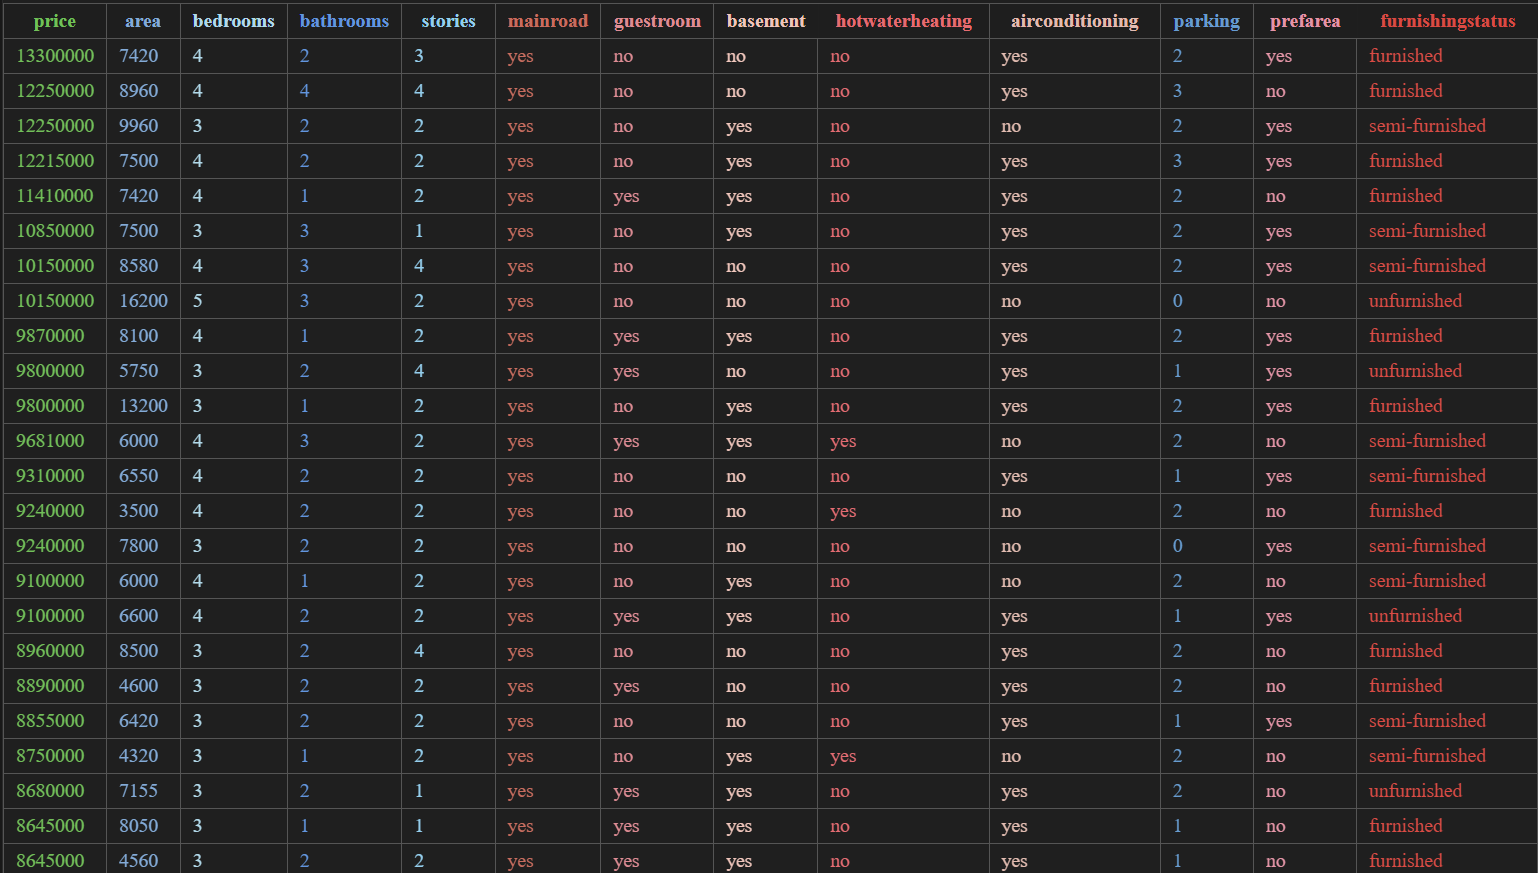 price area bedrooms bathrooms stories mainroad guestroom basement hotwaterheating airconditioning parking prefarea furnishingstatus
13300000 7420 4 2 3 yes no no no yes 2 yes furnished
12250000 8960 4 4 4 yes no no no yes 3 no furnished
12250000 9960 3 2 2 yes no yes no no 2 yes semi-furnished
12215000 7500 4 2 2 yes no yes no yes 3 yes furnished
11410000 7420 4 1 2 yes yes yes no yes 2 no furnished
10850000 7500 3 3 1 yes no yes no yes 2 yes semi-furnished
10150000 8580 4 3 4 yes no no no yes 2 yes semi-furnished
10150000 16200 5 3 2 yes no no no no 0 no unfurnished
9870000 8100 4 1 2 yes yes yes no yes 2 yes furnished
9800000 5750 3 2 4 yes yes no no yes 1 yes unfurnished
9800000 13200 3 1 2 yes no yes no yes 2 yes furnished
9681000 6000 4 3 2 yes yes yes yes no 2 no semi-furnished
9310000 6550 4 2 2 yes no no no yes 1 yes semi-furnished
9240000 3500 4 2 2 yes no no yes no 2 no furnished
9240000 7800 3 2 2 yes no no no no 0 yes semi-furnished
9100000 6000 4 1 2 yes no yes no no 2 no semi-furnished
9100000 6600 4 2 2 yes yes yes no yes 1 yes unfurnished
8960000 8500 3 2 4 yes no no no yes 2 no furnished
8890000 4600 3 2 2 yes yes no no yes 2 no furnished
8855000 6420 3 2 2 yes no no no yes 1 yes semi-furnished
8750000 4320 3 1 2 yes no yes yes no 2 no semi-furnished
8680000 7155 3 2 1 yes yes yes no yes 2 no unfurnished
8645000 8050 3 1 1 yes yes yes no yes 1 no furnished
8645000 4560 3 2 2 yes yes yes no yes 1 no furnished